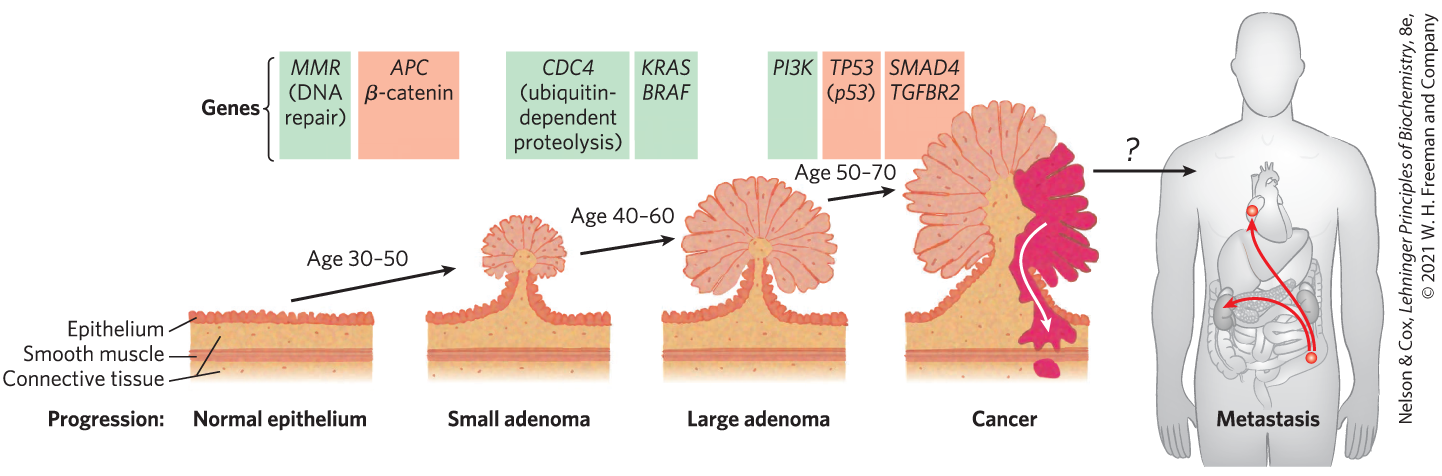 Genes
MMR
(DNA
repair)
APC
β-catenin
CDC4
(ubiquitin-
dependent
proteolysis)
KRAS
BRAF
PI3K
TP53
(p53)
SMAD4
TGFBR2
Age 30–50
Age 40–60
Age 50–70
?
Epithelium
Smooth muscle
Connective tissue
Progression:
Normal epithelium
Small adenoma
Large adenoma
Cancer
Metastasis
Nelson & Cox, Lehninger Principles of Biochemistry, 8e,
© 2021 W. H. Freeman and Company